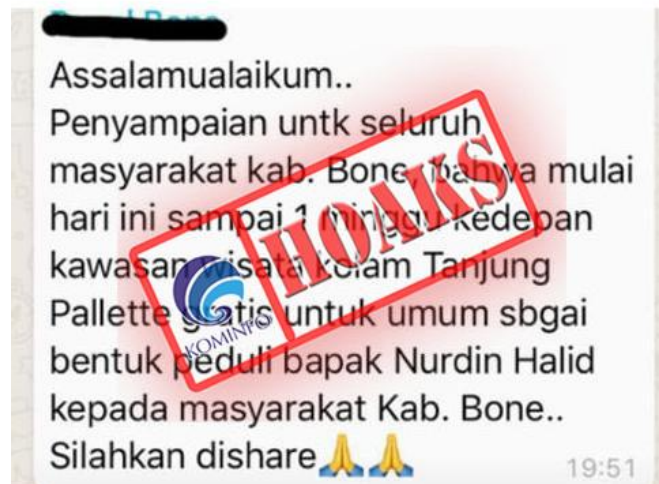 Assalamualaikum..
Penyampaian untk seluruh
masyarakat kab. Bone, bahwa mulai
hari ini sampai 1 minggu kedepan
kawasan wisata kolam Tanjung
Pallette gratis untuk umum sbgai
bentuk peduli bapak Nurdin Halid
kepada masyarakat Kab. Bone..
Silahkan dishare🙏🙏
19:51
HOAKS
KOMINFO